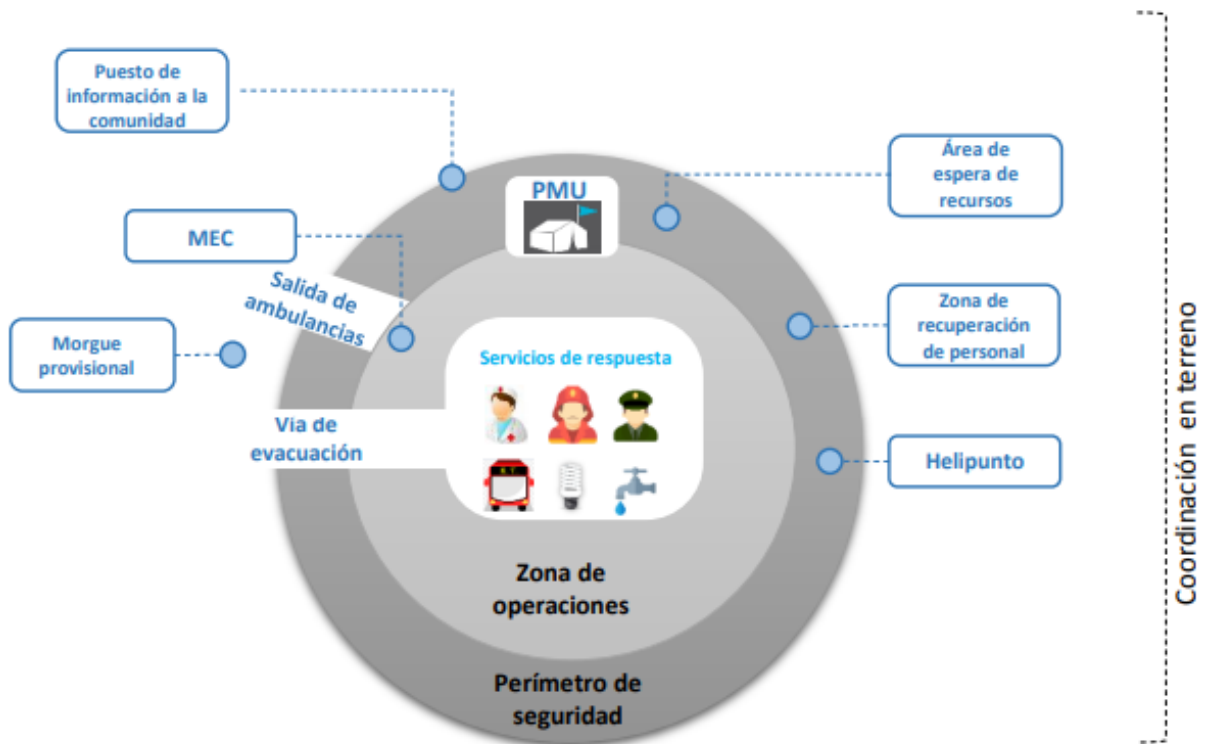 Puesto de
información a la
comunidad
PMU
Área de
espera de
recursos
MEC
Salida de
ambulancias
Zona de
recuperación
de personal
Morgue
provisional
Servicios de respuesta
Via de
evacuación
Helipunto
Zona de
operaciones
Perímetro de
seguridad
Coordinación en terreno